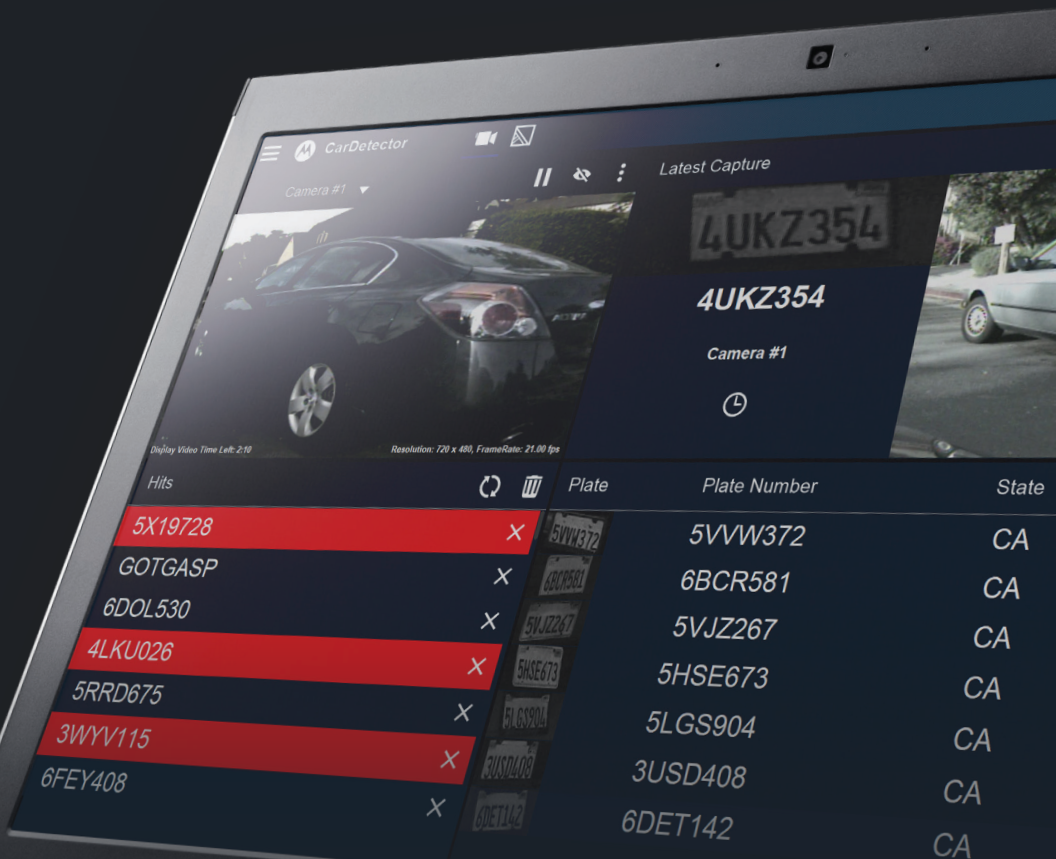 CarDetector
Camera #1
Latest Capture
4UKZ354
4UKZ354
Camera #1
Display Video Time Left: 2:10
Resolution: 720 x 480, FrameRate: 21.00 fps
Hits
Plate Plate Number State
5X19728
GOTGASP
6DOL530
4LKU026
5RRD675
3WYV115
6FEY408
5VVW372 5VVW372 CA
6BCR581 6BCR581 CA
5VJZ267 5VJZ267 CA
5HSE673 5HSE673 CA
5LGS904 5LGS904 CA
3USD408 3USD408 CA
6DET142 6DET142 CA